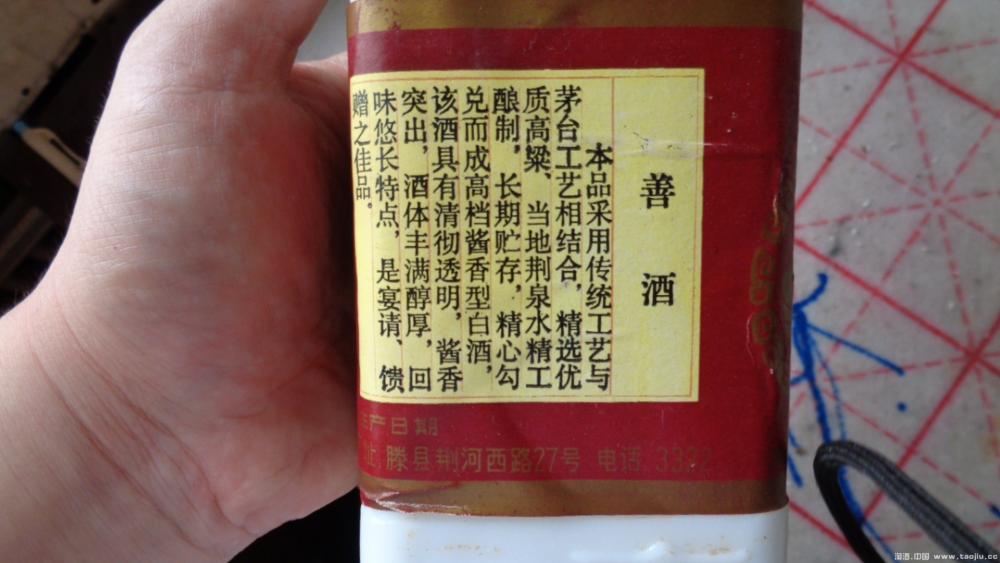 善酒
本品采用传统工艺与
茅台工艺相结合，精选优
质高粱、当地荆泉水精工
酿制，长期贮存，精心勾
兑而成高档酱香型白酒，
该酒具有清彻透明，酱香
突出，酒体丰满醇厚，回
味悠长特点，是宴请、馈
赠之佳品。
产日期
址:滕县荆河西路27号 电话:3322
淘酒.中国 www.taojiu.cc